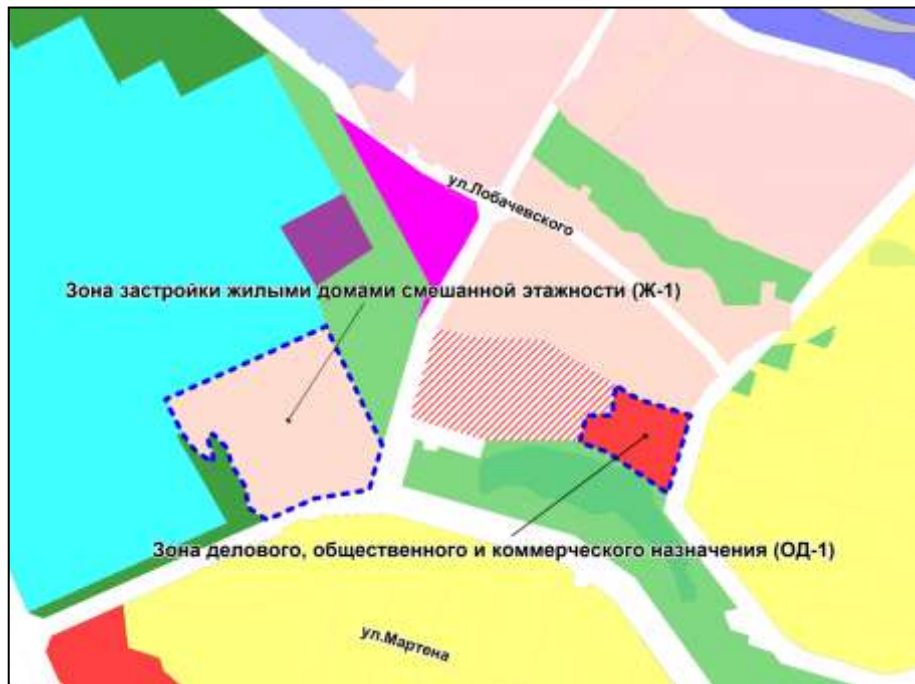 ул.Лобачевского
Зона застройки жилыми домами смешанной этажности (Ж-1)
Зона делового, общественного и коммерческого назначения (ОД-1)
ул.Мартена